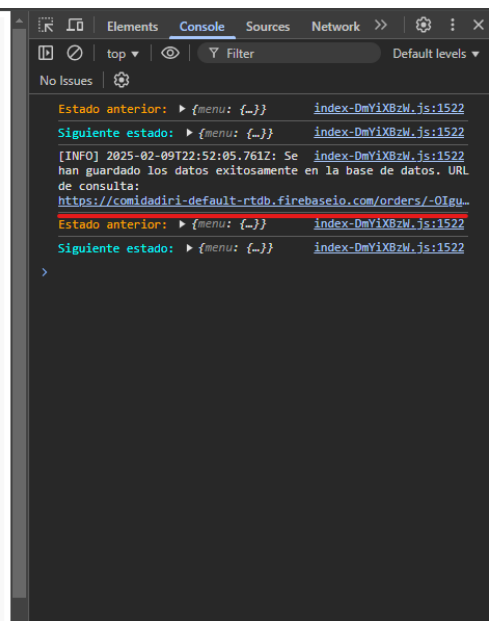 Elements Console Sources Network
top Filter Default levels
No Issues
Estado anterior: {menu: {…}} index-DmYiXBzW.js:1522
Siguiente estado: {menu: {…}} index-DmYiXBzW.js:1522
[INFO] 2025-02-09T22:52:05.761Z: Se index-DmYiXBzW.js:1522
han guardado los datos exitosamente en la base de datos. URL
de consulta:
https://comidadiri-default-rtdb.firebaseio.com/orders/-OIgu…
Estado anterior: {menu: {…}} index-DmYiXBzW.js:1522
Siguiente estado: {menu: {…}} index-DmYiXBzW.js:1522